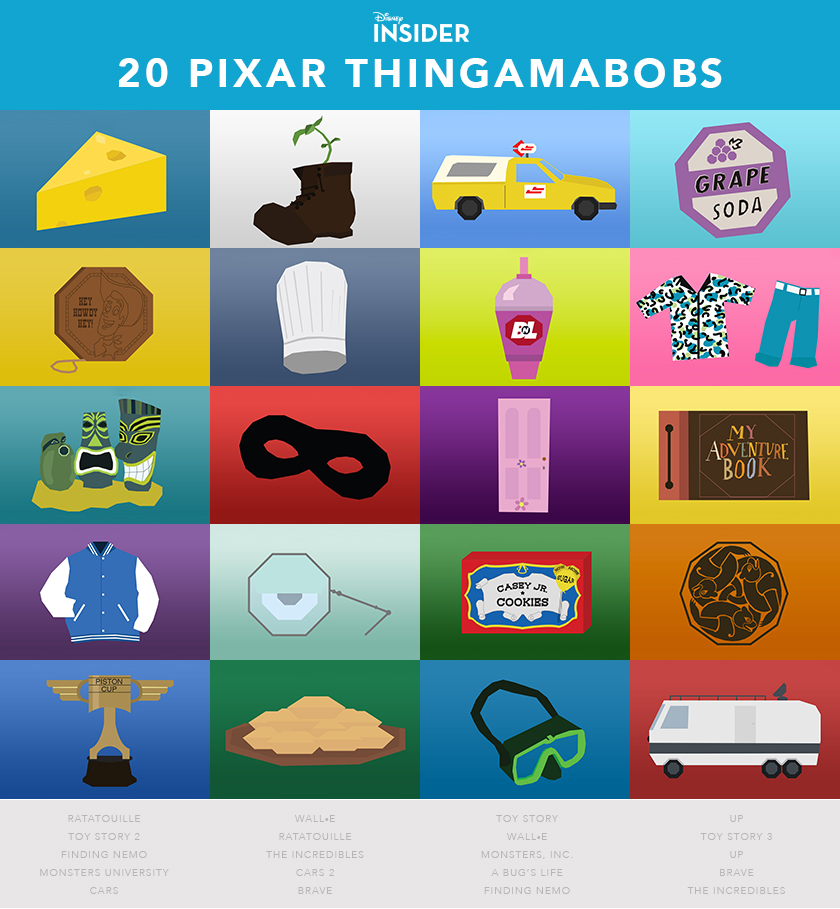 Disney
INSIDER
20 PIXAR THINGAMABOBS
GRAPE
SODA
HEY
HOWDY
HEY!
BnL
MY
ADVENTURE
BOOK
CASEY JR.
COOKIES
SUGAR
PISTON
CUP
RATATOUILLE
WALL•E
TOY STORY
UP
TOY STORY 2
RATATOUILLE
WALL•E
TOY STORY 3
FINDING NEMO
THE INCREDIBLES
MONSTERS, INC.
UP
MONSTERS UNIVERSITY
CARS 2
A BUG'S LIFE
BRAVE
CARS
BRAVE
FINDING NEMO
THE INCREDIBLES